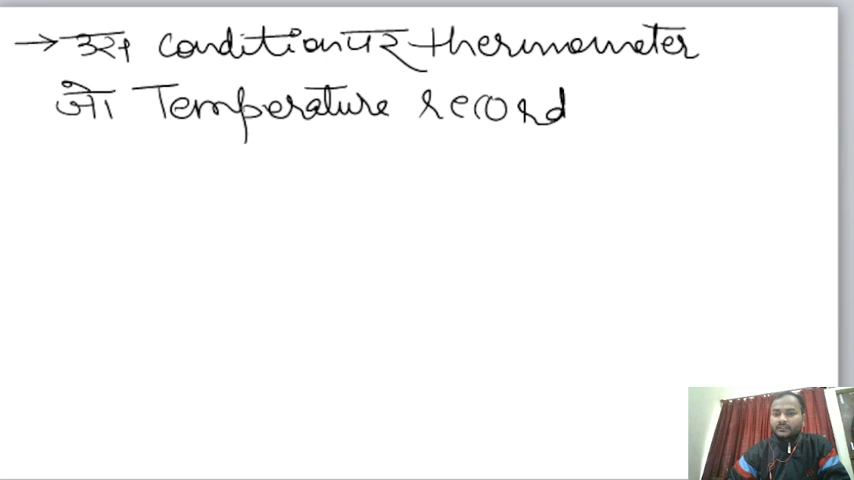 → उस condition पर thermometer
जो Temperature record